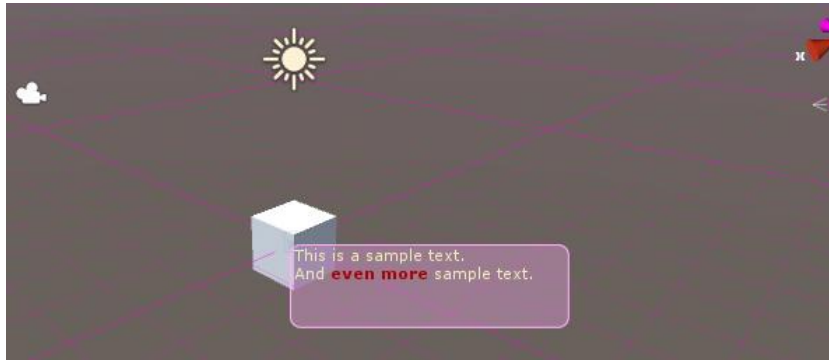 x
This is a sample text.
And even more sample text.